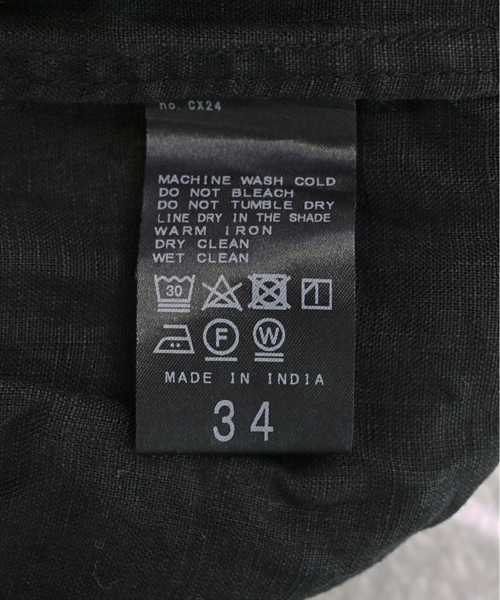 no. CX24
MACHINE WASH COLD
DO NOT BLEACH
DO NOT TUMBLE DRY
LINE DRY IN THE SHADE
WARM IRON
DRY CLEAN
WET CLEAN
30
F W
MADE IN INDIA
34